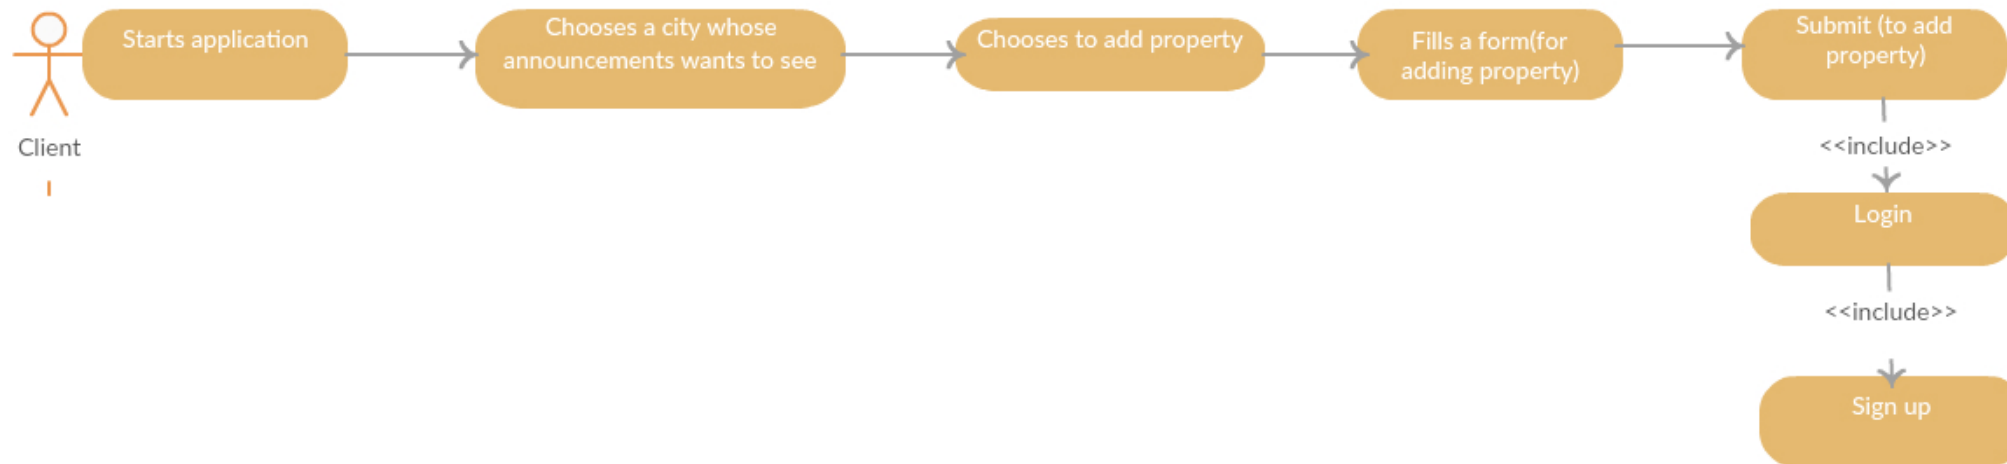 Starts application
Chooses a city whose
announcements wants to see
Chooses to add property
Fills a form(for
adding property)
Submit (to add
property)
Client
<<include>>
Login
<<include>>
Sign up